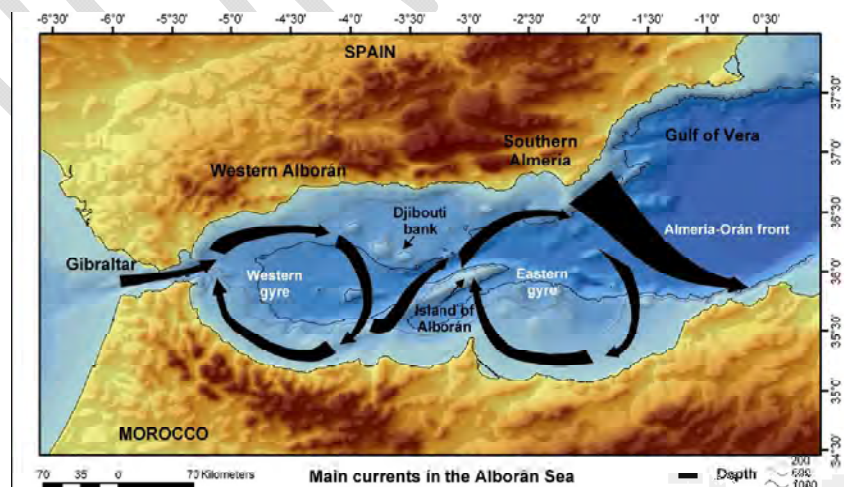 -6°30' -6°0' -5°30' -5°0' -4°30' -4°0' -3°30' -3°0' -2°30' -2°0' -1°30' -1°0' 0°30'
SPAIN
37°30'
Southern
Almería
Gulf of Vera
37°0'
Western Alborán
Djibouti
bank
36°30'
Almería-Orán front
Gibraltar
Western
gyre
Eastern
gyre
36°0'
Island of
Alborán
35°30'
35°0'
MOROCCO
34°30'
70 35 0 70 Kilometers
Main currents in the Alborán Sea
Depth
200
1000